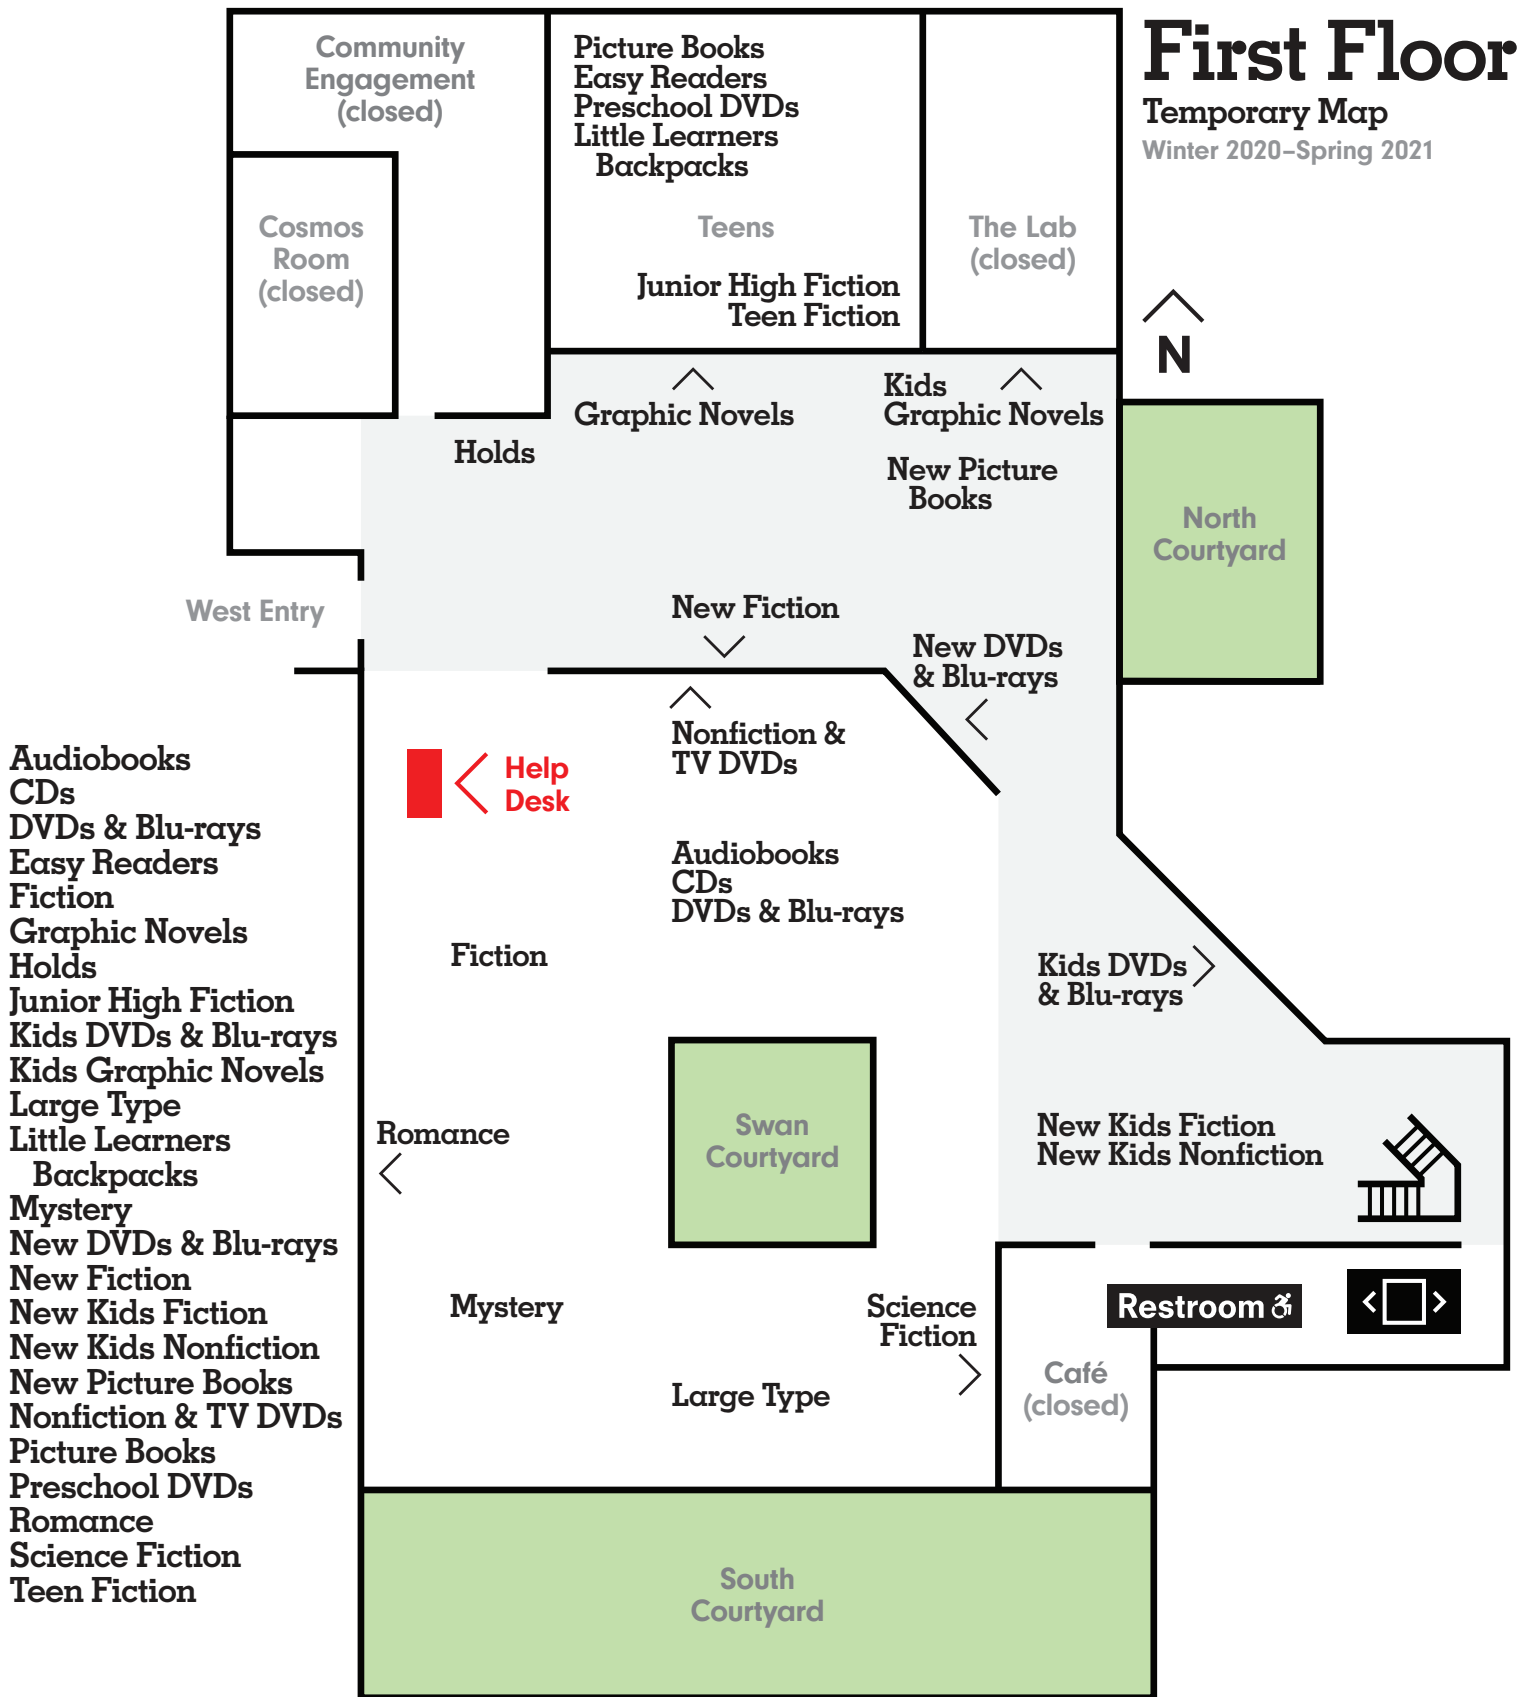 First Floor
Temporary Map
Winter 2020–Spring 2021
Community
Engagement
(closed)
Picture Books
Easy Readers
Preschool DVDs
Little Learners
Backpacks
Cosmos
Room
(closed)
Teens
The Lab
(closed)
Junior High Fiction
Teen Fiction
N
Graphic Novels
Kids
Graphic Novels
Holds
New Picture
Books
North
Courtyard
West Entry
New Fiction
New DVDs
& Blu-rays
Nonfiction &
TV DVDs
Help
Desk
Audiobooks
CDs
DVDs & Blu-rays
Fiction
Kids DVDs
& Blu-rays
Romance
Swan
Courtyard
New Kids Fiction
New Kids Nonfiction
Mystery
Science
Fiction
Restroom
Large Type
Café
(closed)
South
Courtyard
Audiobooks
CDs
DVDs & Blu-rays
Easy Readers
Fiction
Graphic Novels
Holds
Junior High Fiction
Kids DVDs & Blu-rays
Kids Graphic Novels
Large Type
Little Learners
Backpacks
Mystery
New DVDs & Blu-rays
New Fiction
New Kids Fiction
New Kids Nonfiction
New Picture Books
Nonfiction & TV DVDs
Picture Books
Preschool DVDs
Romance
Science Fiction
Teen Fiction